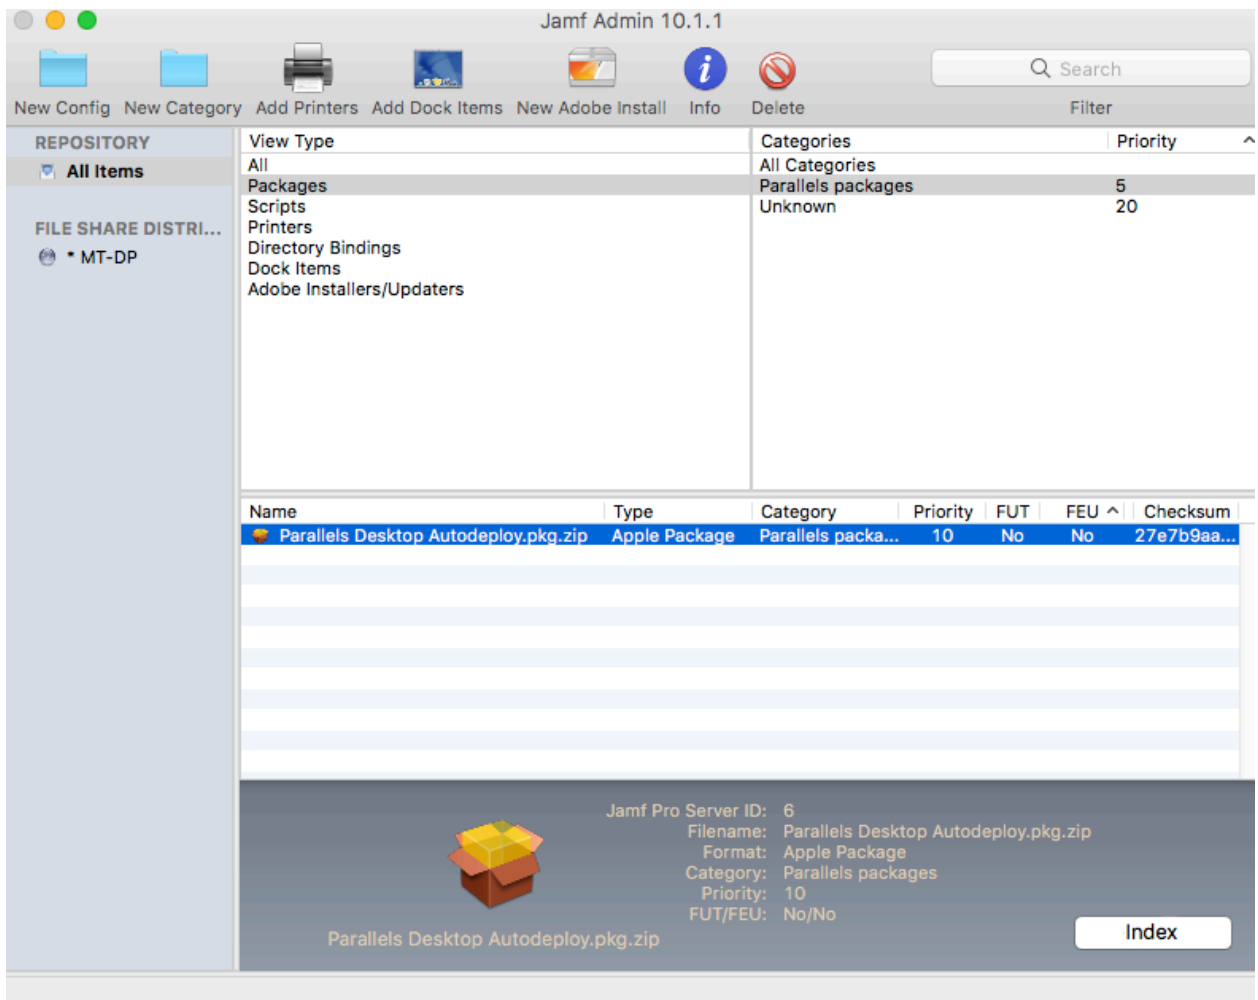 Jamf Admin 10.1.1
New Config New Category Add Printers Add Dock Items New Adobe Install Info Delete
Search
Filter
REPOSITORY
All Items
FILE SHARE DISTRI...
* MT-DP
View Type
All
Packages
Scripts
Printers
Directory Bindings
Dock Items
Adobe Installers/Updaters
Categories Priority
All Categories
Parallels packages 5
Unknown 20
Name Type Category Priority FUT FEU Checksum
Parallels Desktop Autodeploy.pkg.zip Apple Package Parallels packa... 10 No No 27e7b9aa...
Jamf Pro Server ID: 6
Filename: Parallels Desktop Autodeploy.pkg.zip
Format: Apple Package
Category: Parallels packages
Priority: 10
FUT/FEU: No/No
Parallels Desktop Autodeploy.pkg.zip
Index